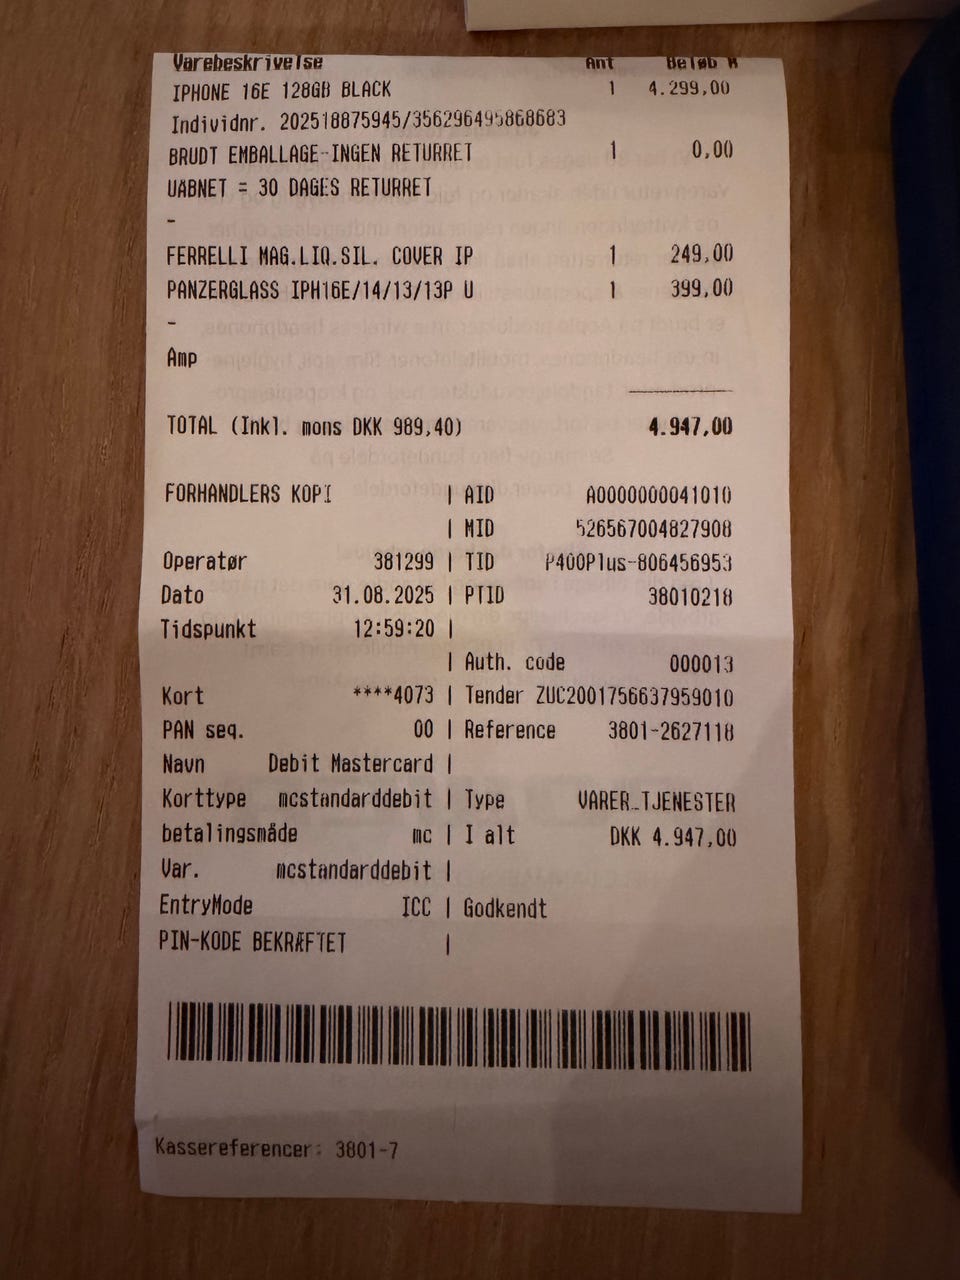 Varebeskrivelse Ant Beløb
IPHONE 16E 128GB BLACK 1 4.299,00
Individnr. 202518875945/356296495868683
BRUDT EMBALLAGE-INGEN RETURRET 1 0,00
UÅBNET = 30 DAGES RETURRET
-
FERRELLI MAG.LIQ.SIL. COVER IP 1 249,00
PANZERGLASS IPH16E/14/13/13P U 1 399,00
-
Amp
TOTAL (Inkl. moms DKK 989,40) 4.947,00
FORHANDLERS KOPI | AID A0000000041010
| MID 526567004827908
Operatør 381299 | TID P400Plus-806456953
Dato 31.08.2025 | PTID 38010218
Tidspunkt 12:59:20 |
| Auth. code 000013
Kort ****4073 | Tender ZUC2001756637959010
PAN seq. 00 | Reference 3801-2627118
Navn Debit Mastercard |
Korttype mcstandarddebit | Type VARER_TJENESTER
betalingsmåde mc | I alt DKK 4.947,00
Var. mcstandarddebit |
EntryMode ICC | Godkendt
PIN-KODE BEKRÆFTET |
Kassereferencer: 3801-7